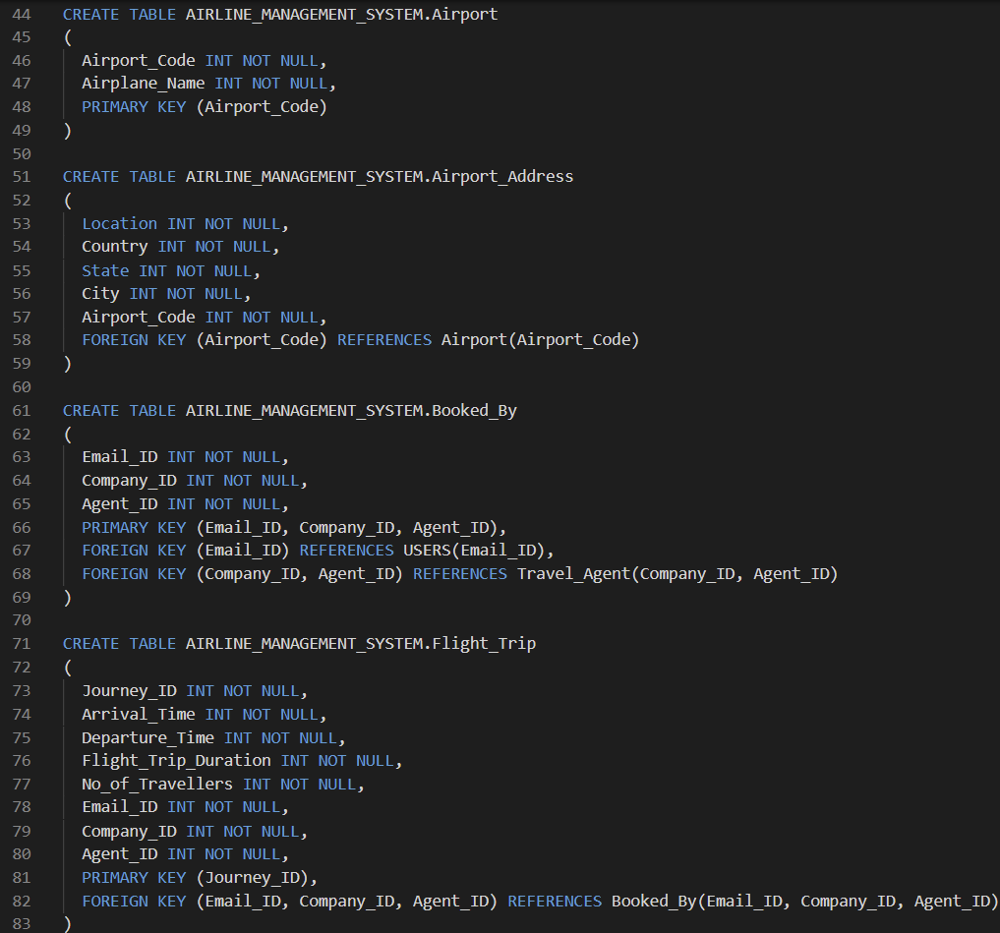 44 CREATE TABLE AIRLINE_MANAGEMENT_SYSTEM.Airport
45 (
46 Airport_Code INT NOT NULL,
47 Airplane_Name INT NOT NULL,
48 PRIMARY KEY (Airport_Code)
49 )
50
51 CREATE TABLE AIRLINE_MANAGEMENT_SYSTEM.Airport_Address
52 (
53 Location INT NOT NULL,
54 Country INT NOT NULL,
55 State INT NOT NULL,
56 City INT NOT NULL,
57 Airport_Code INT NOT NULL,
58 FOREIGN KEY (Airport_Code) REFERENCES Airport(Airport_Code)
59 )
60
61 CREATE TABLE AIRLINE_MANAGEMENT_SYSTEM.Booked_By
62 (
63 Email_ID INT NOT NULL,
64 Company_ID INT NOT NULL,
65 Agent_ID INT NOT NULL,
66 PRIMARY KEY (Email_ID, Company_ID, Agent_ID),
67 FOREIGN KEY (Email_ID) REFERENCES USERS(Email_ID),
68 FOREIGN KEY (Company_ID, Agent_ID) REFERENCES Travel_Agent(Company_ID, Agent_ID)
69 )
70
71 CREATE TABLE AIRLINE_MANAGEMENT_SYSTEM.Flight_Trip
72 (
73 Journey_ID INT NOT NULL,
74 Arrival_Time INT NOT NULL,
75 Departure_Time INT NOT NULL,
76 Flight_Trip_Duration INT NOT NULL,
77 No_of_Travellers INT NOT NULL,
78 Email_ID INT NOT NULL,
79 Company_ID INT NOT NULL,
80 Agent_ID INT NOT NULL,
81 PRIMARY KEY (Journey_ID),
82 FOREIGN KEY (Email_ID, Company_ID, Agent_ID) REFERENCES Booked_By(Email_ID, Company_ID, Agent_ID)
83 )